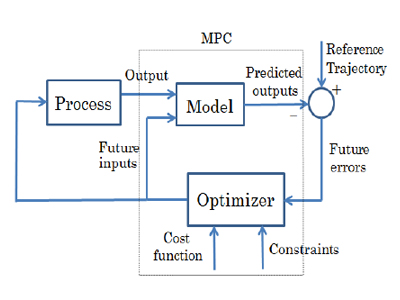 MPC
Reference
Trajectory
Output
Predicted
outputs
+
Process
Model
−
Future
inputs
Future
errors
Optimizer
Cost
function
Constraints